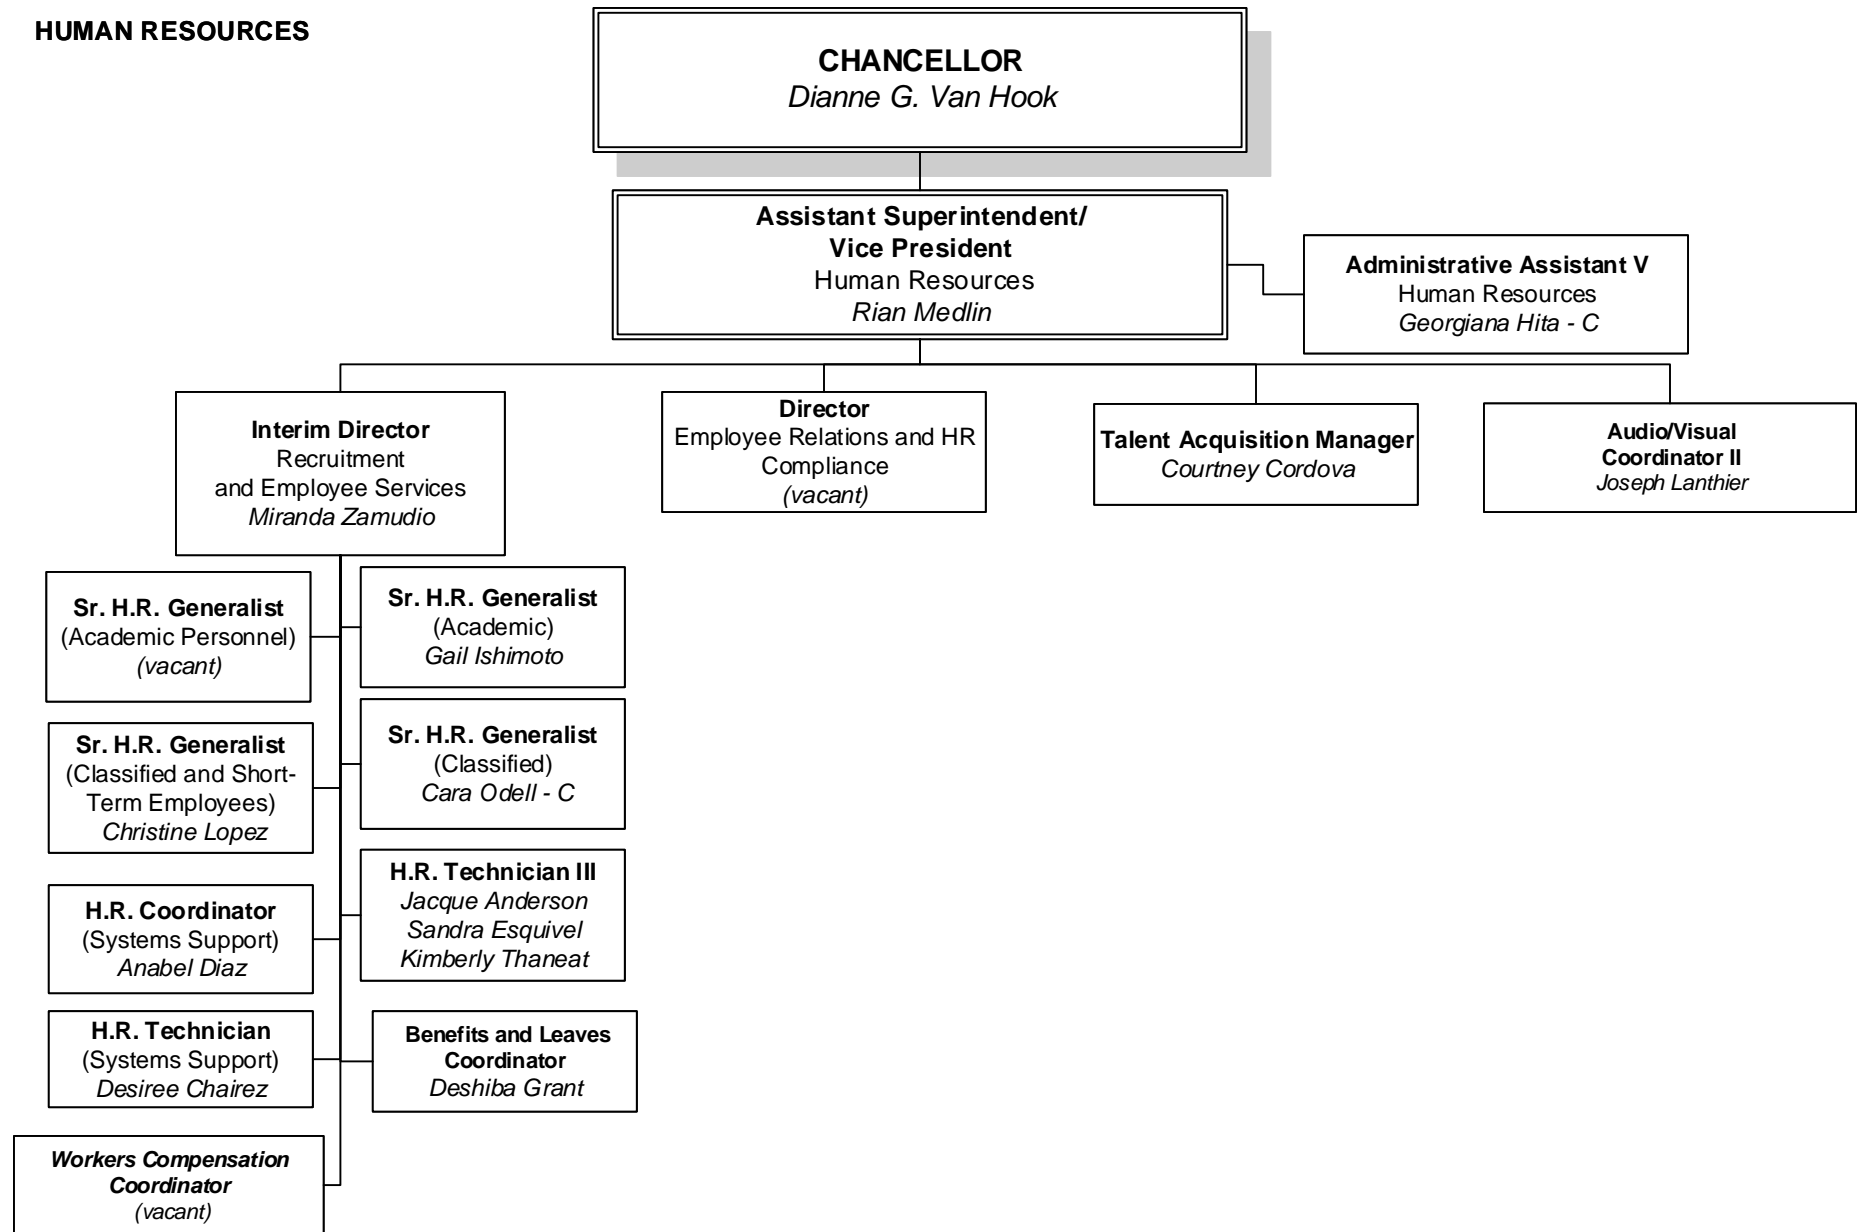 HUMAN RESOURCES
CHANCELLOR
Dianne G. Van Hook
Assistant Superintendent/
Vice President
Human Resources
Rian Medlin
Administrative Assistant V
Human Resources
Georgiana Hita - C
Interim Director
Recruitment
and Employee Services
Miranda Zamudio
Director
Employee Relations and HR
Compliance
(vacant)
Talent Acquisition Manager
Courtney Cordova
Audio/Visual
Coordinator II
Joseph Lanthier
Sr. H.R. Generalist
(Academic Personnel)
(vacant)
Sr. H.R. Generalist
(Academic)
Gail Ishimoto
Sr. H.R. Generalist
(Classified and Short-
Term Employees)
Christine Lopez
Sr. H.R. Generalist
(Classified)
Cara Odell - C
H.R. Coordinator
(Systems Support)
Anabel Diaz
H.R. Technician III
Jacque Anderson
Sandra Esquivel
Kimberly Thaneat
H.R. Technician
(Systems Support)
Desiree Chairez
Benefits and Leaves
Coordinator
Deshiba Grant
Workers Compensation
Coordinator
(vacant)